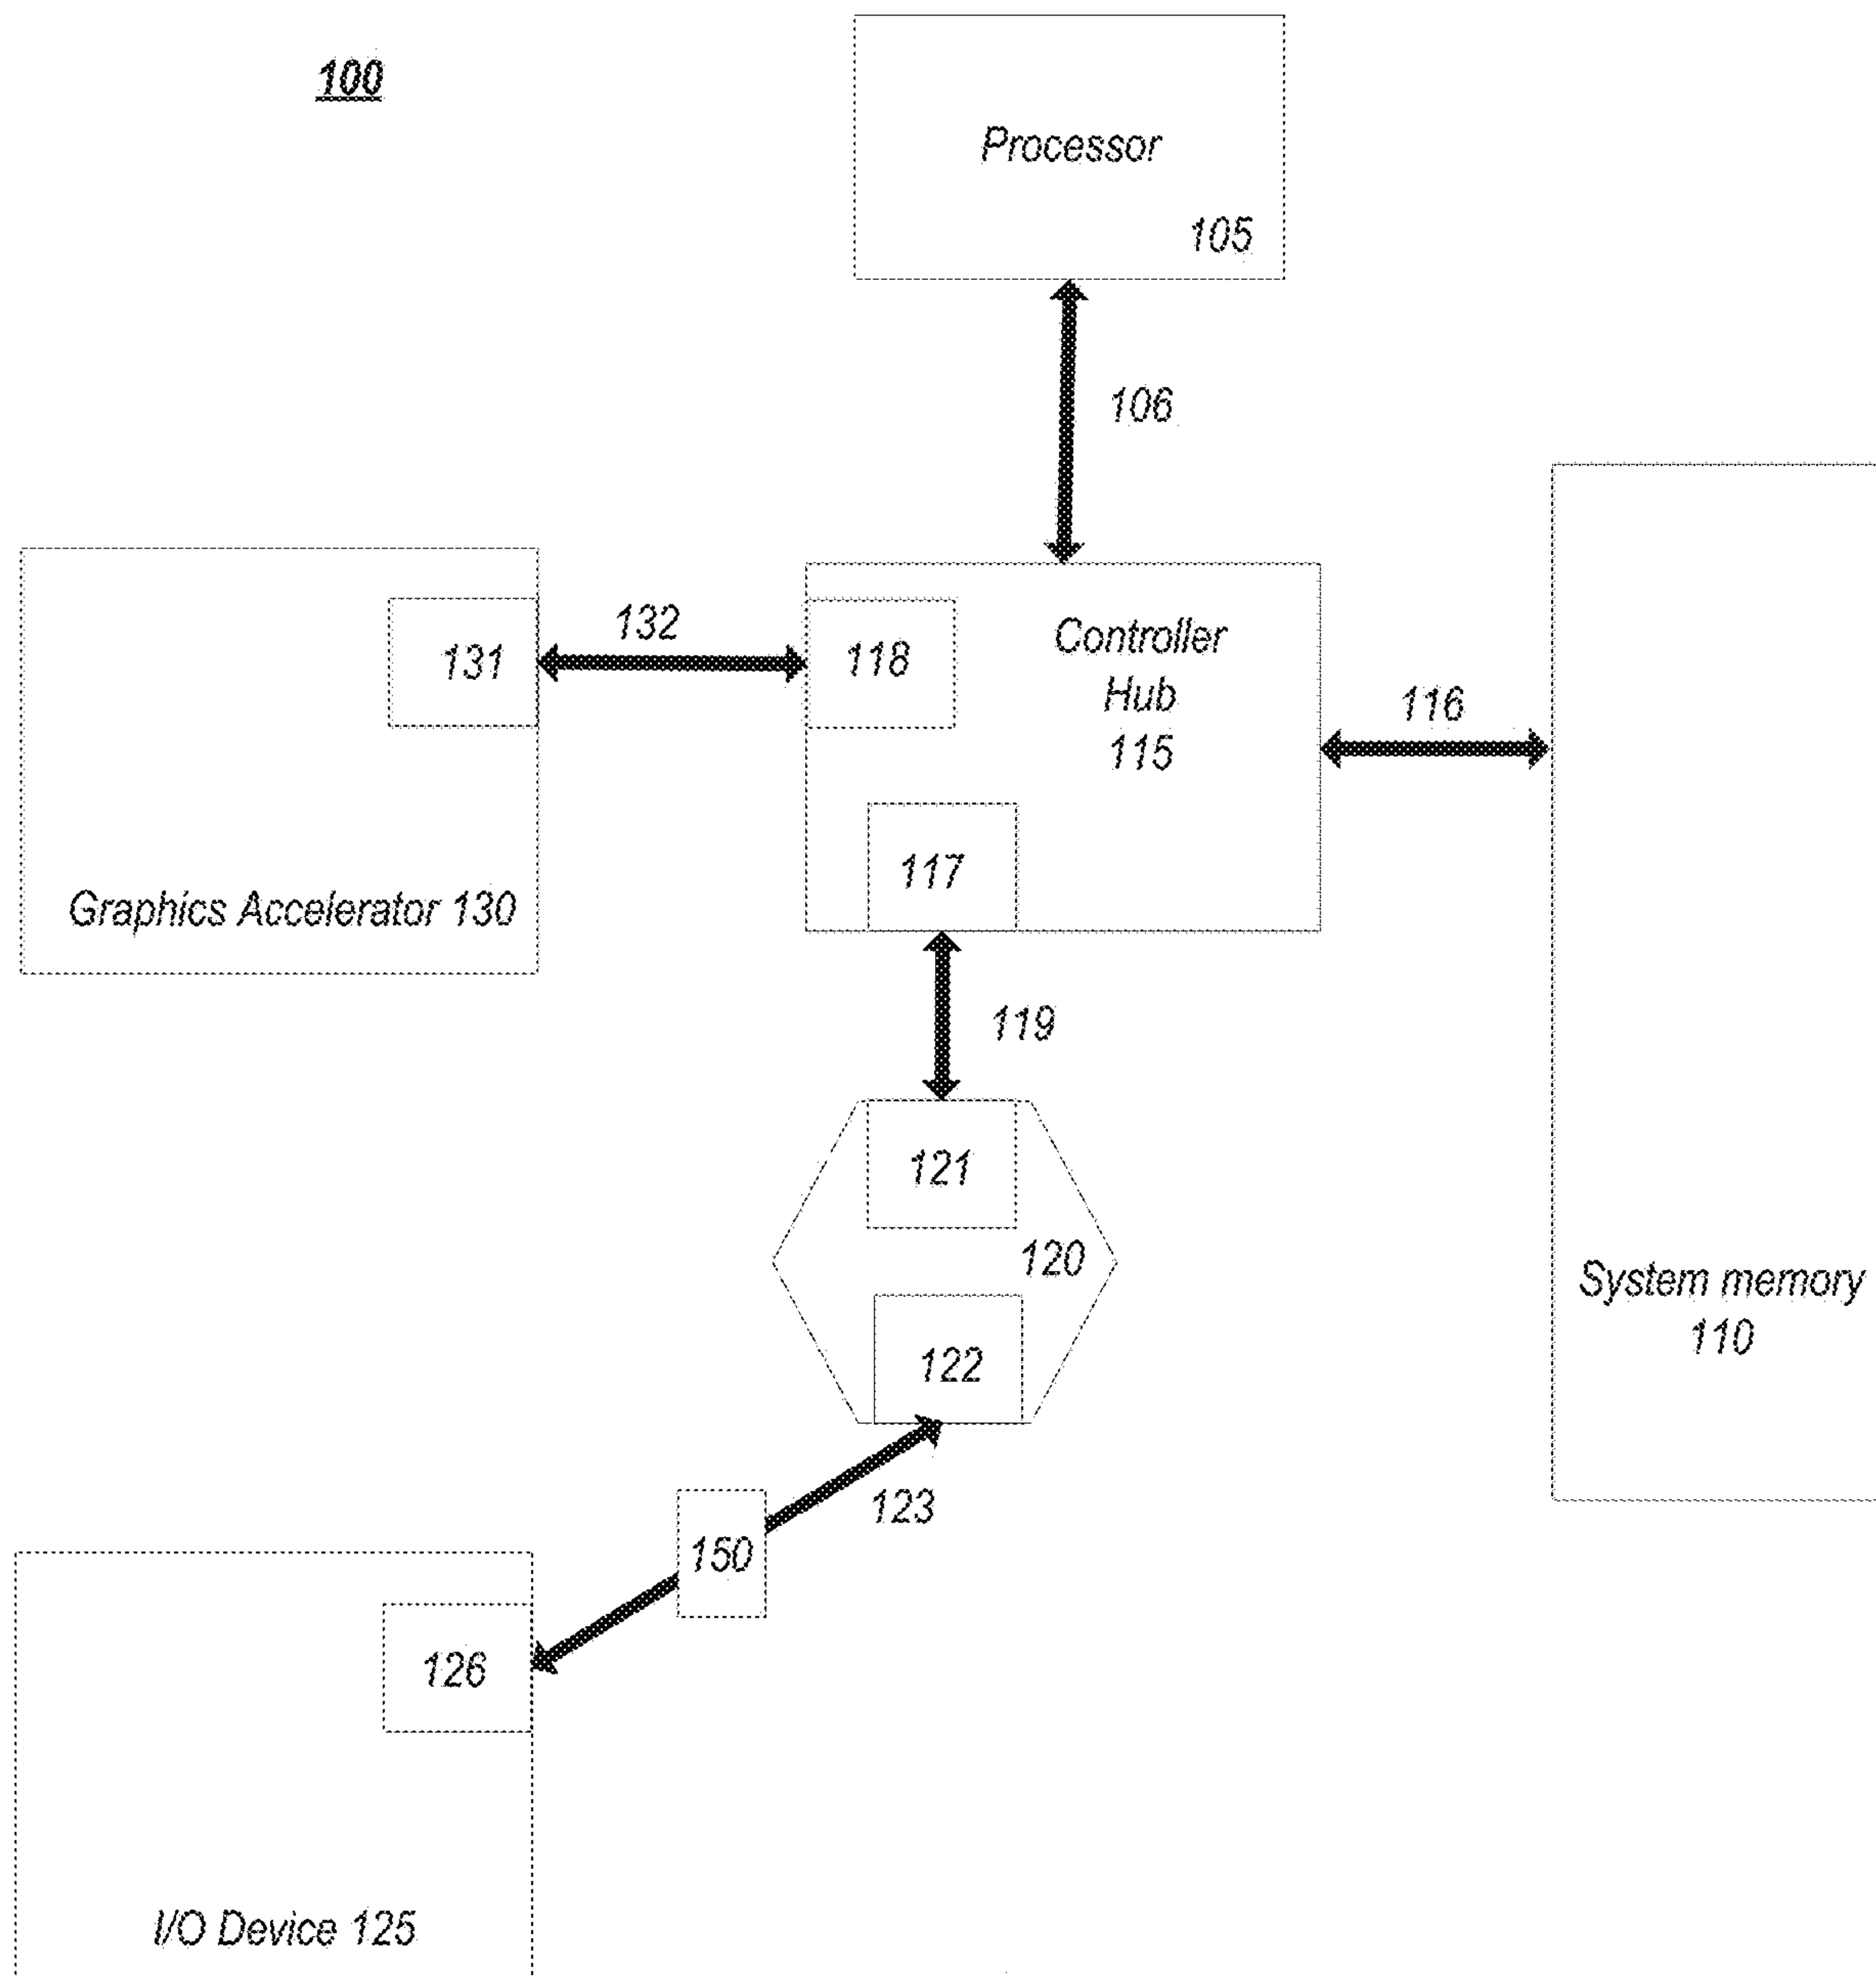 100
Processor
105
106
132
131
118
Controller
Hub
115
116
117
Graphics Accelerator 130
119
121
120
System memory
110
122
123
150
126
I/O Device 125